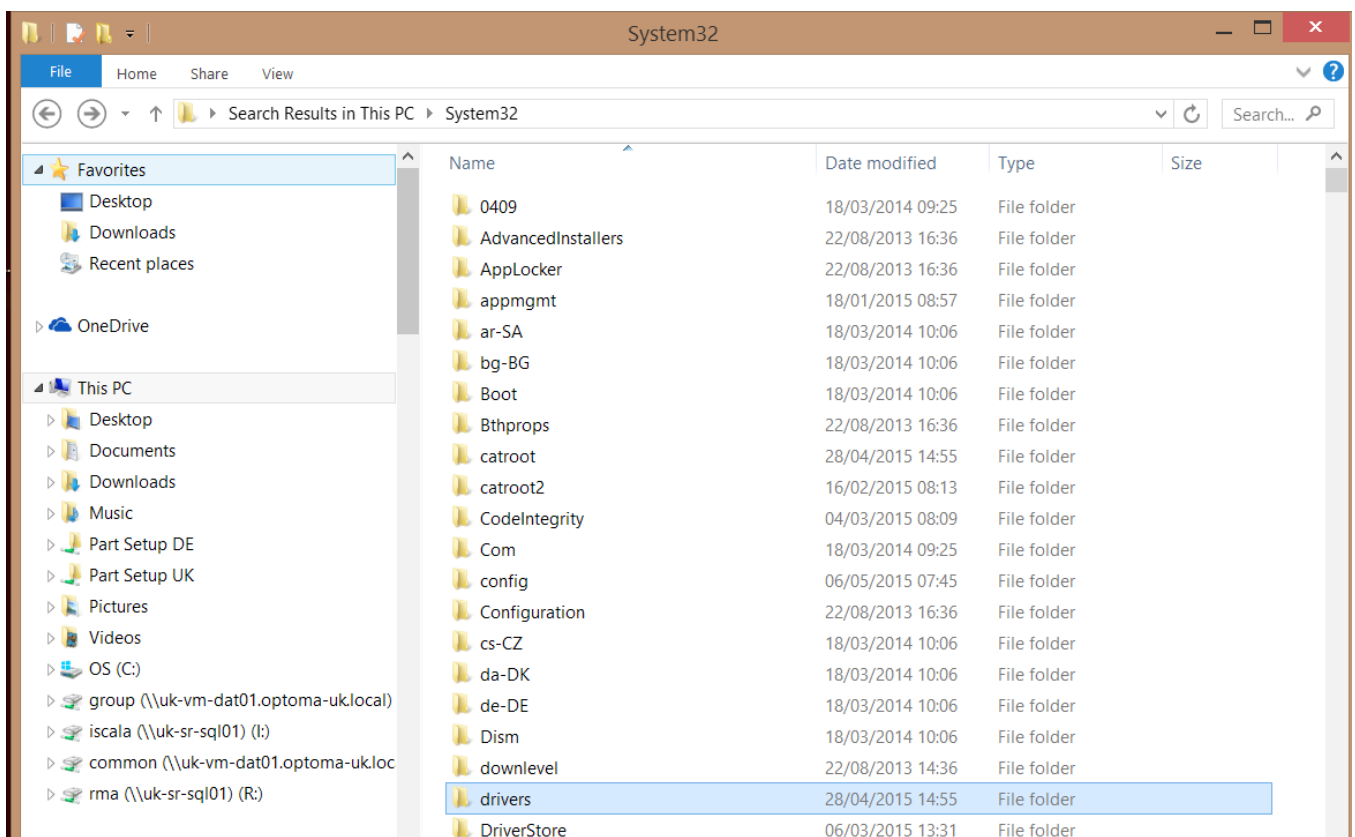 System32
File Home Share View
Search Results in This PC System32 Search...
Favorites
Desktop
Downloads
Recent places
OneDrive
This PC
Desktop
Documents
Downloads
Music
Part Setup DE
Part Setup UK
Pictures
Videos
OS (C:)
group (\\uk-vm-dat01.optoma-uk.local)
iscala (\\uk-sr-sql01) (I:)
common (\\uk-vm-dat01.optoma-uk.loc
rma (\\uk-sr-sql01) (R:)
Name Date modified Type Size
0409 18/03/2014 09:25 File folder
AdvancedInstallers 22/08/2013 16:36 File folder
AppLocker 22/08/2013 16:36 File folder
appmgmt 18/01/2015 08:57 File folder
ar-SA 18/03/2014 10:06 File folder
bg-BG 18/03/2014 10:06 File folder
Boot 18/03/2014 10:06 File folder
Bthprops 22/08/2013 16:36 File folder
catroot 28/04/2015 14:55 File folder
catroot2 16/02/2015 08:13 File folder
CodeIntegrity 04/03/2015 08:09 File folder
Com 18/03/2014 09:25 File folder
config 06/05/2015 07:45 File folder
Configuration 22/08/2013 16:36 File folder
cs-CZ 18/03/2014 10:06 File folder
da-DK 18/03/2014 10:06 File folder
de-DE 18/03/2014 10:06 File folder
Dism 18/03/2014 10:06 File folder
downlevel 22/08/2013 14:36 File folder
drivers 28/04/2015 14:55 File folder
DriverStore 06/03/2015 13:31 File folder